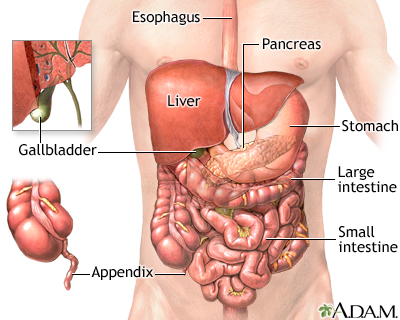 Esophagus
Pancreas
Liver
Stomach
Gallbladder
Large
intestine
Small
intestine
Appendix
A.D.A.M.